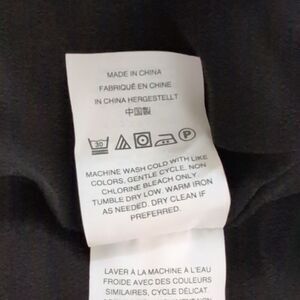 MADE IN CHINA
FABRIQUÉ EN CHINE
IN CHINA HERGESTELLT
中国製
30 P
MACHINE WASH COLD WITH LIKE
COLORS, GENTLE CYCLE. NON
CHLORINE BLEACH ONLY.
TUMBLE DRY LOW. WARM IRON
AS NEEDED. DRY CLEAN IF
PREFERRED.
LAVER À LA MACHINE À L'EAU
FROIDE AVEC DES COULEURS
SIMILAIRES, CYCLE DÉLICAT.